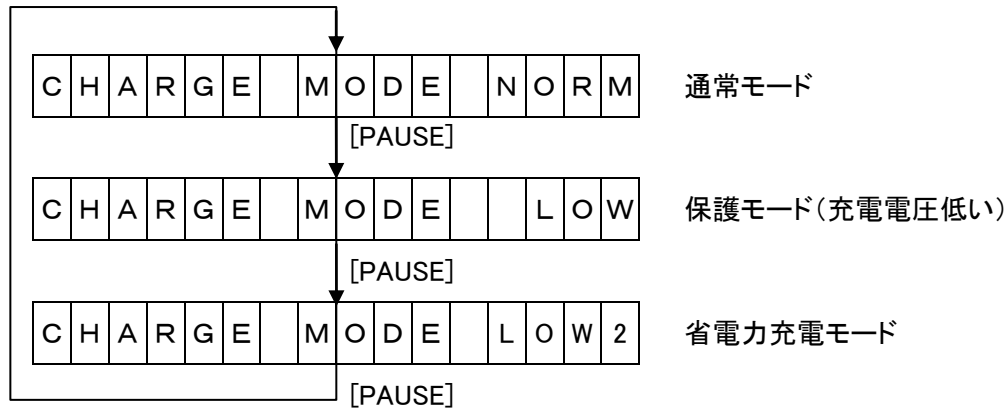 CHARGE MODE NORM 通常モード
[PAUSE]
CHARGE MODE  LOW 保護モード（充電電圧低い）
[PAUSE]
CHARGE MODE LOW2 省電力充電モード
[PAUSE]